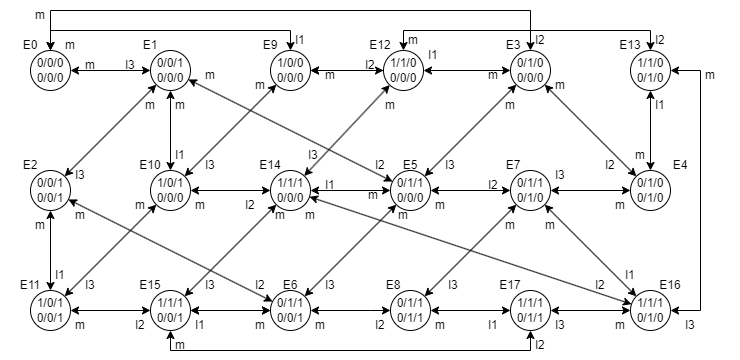 m
E0 m E1 E9 l1 E12 m E3 l2 E13 l2
0/0/0 m l3 0/0/1 1/0/0 m l2 1/1/0 l1 m 0/1/0 1/1/0 m
0/0/0 0/0/0 0/0/0 0/0/0 0/0/0 0/1/0
m m m m m m m l1
m
E2 l3 E10 l1 l3 E14 l3 l2 E5 l3 E7 l2 E4
0/0/1 1/0/1 1/1/1 l1 m 0/1/1 l2 0/1/1 l3 0/1/0
0/0/1 0/0/0 m l2 0/0/0 0/0/0 m 0/1/0 m 0/1/0
m m m m m m m m
E11 l1 l3 E15 l3 l2 E6 l3 E8 l3 E17 l1 l2 E16
1/0/1 1/1/1 0/1/1 0/1/1 1/1/1 1/1/1
0/0/1 m l2 0/0/1 l1 m 0/0/1 m l2 0/1/1 m l1 0/1/1 l3 m 0/1/0 l3
m l2